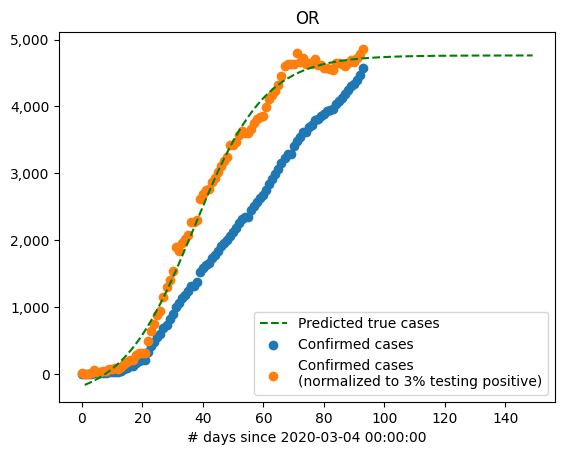 OR
5,000
4,000
3,000
2,000
1,000
0
Predicted true cases
Confirmed cases
Confirmed cases
(normalized to 3% testing positive)
0 20 40 60 80 100 120 140
# days since 2020-03-04 00:00:00